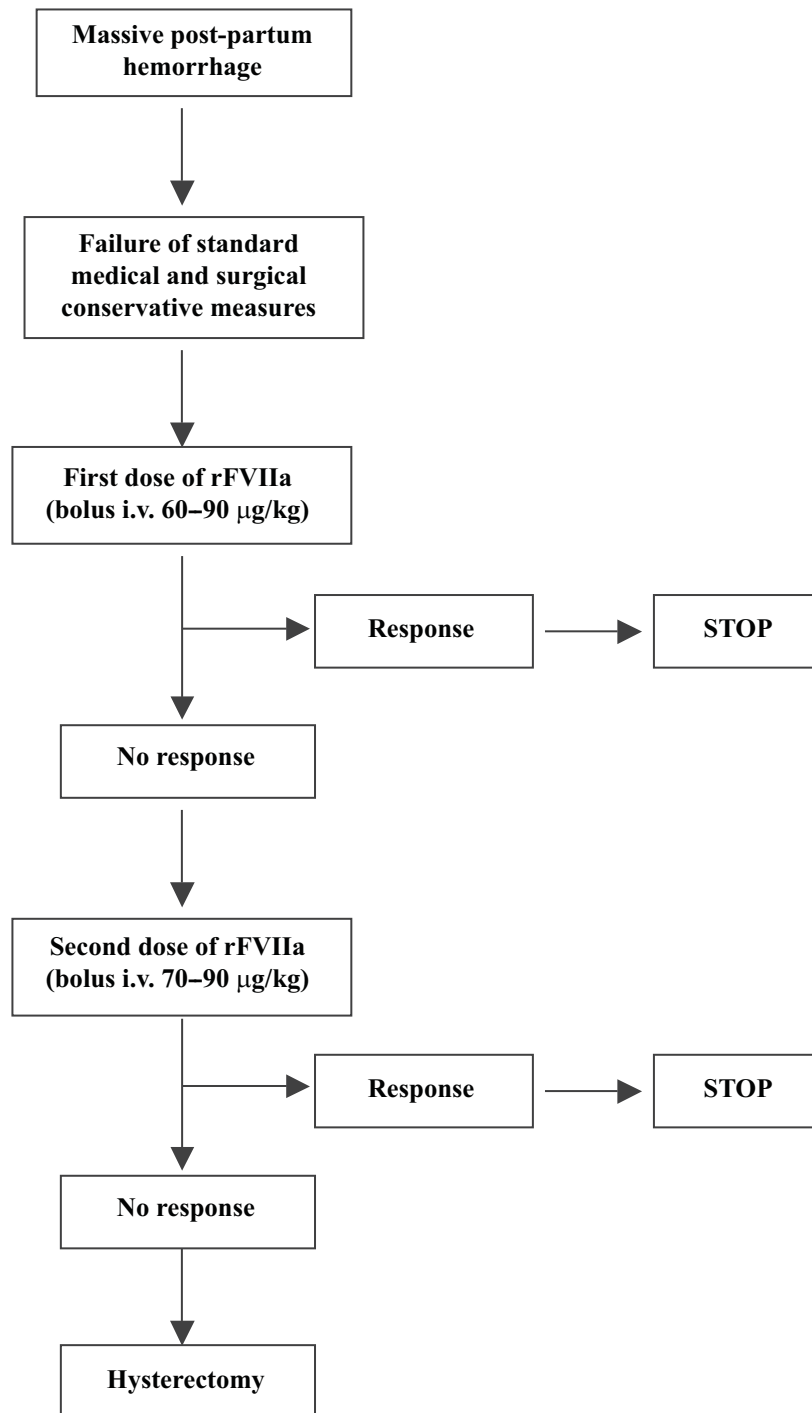 Massive post-partum
hemorrhage
Failure of standard
medical and surgical
conservative measures
First dose of rFVIIa
(bolus i.v. 60–90 μg/kg)
Response
STOP
No response
Second dose of rFVIIa
(bolus i.v. 70–90 μg/kg)
Response
STOP
No response
Hysterectomy